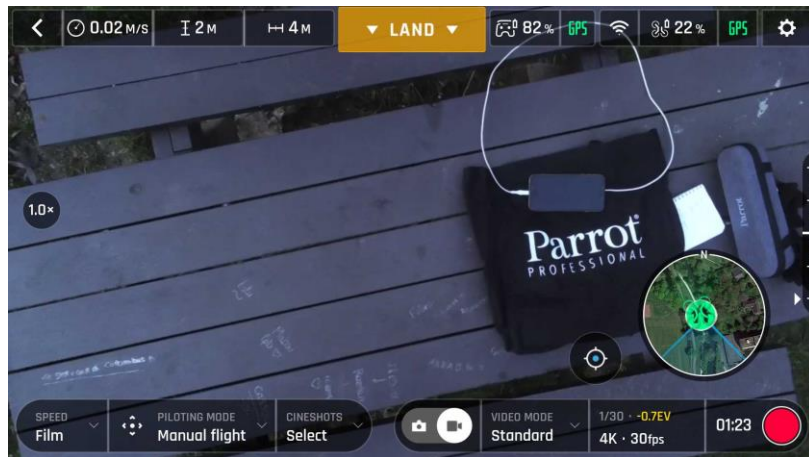 0.02 M/S
2 M
4 M
LAND
82 %
GPS
22 %
GPS
1.0×
Parrot
Parrot
PROFESSIONAL
N
SPEED
Film
PILOTING MODE
Manual flight
CINESHOTS
Select
VIDEO MODE
Standard
1/30 · -0.7EV
4K · 30fps
01:23